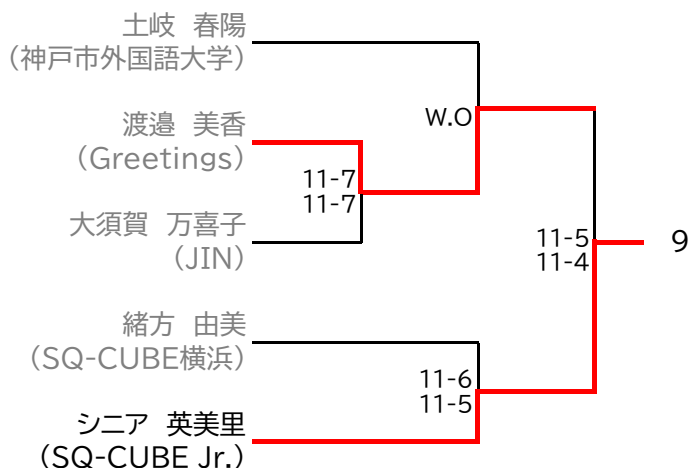 土岐 春陽
(神戸市外国語大学)
W.O
渡邉 美香
(Greetings)
11-7
11-7
大須賀 万喜子
(JIN)
11-5
11-4
9
緒方 由美
(SQ-CUBE横浜)
11-6
11-5
シニア 英美里
(SQ-CUBE Jr.)